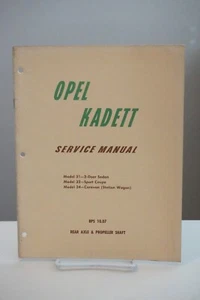 OPEL
KADETT
SERVICE MANUAL
Model 31—2-Door Sedan
Model 32—Sport Coupe
Model 34—Caravan (Station Wagon)
REAR AXLE & PROPELLER SHAFT